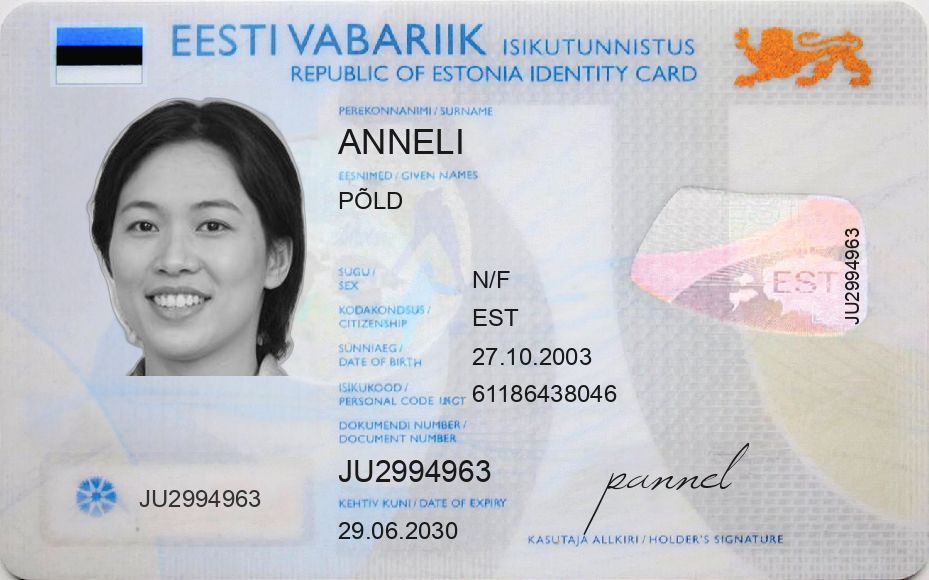 EESTI VABARIIK ISIKUTUNNISTUS
REPUBLIC OF ESTONIA IDENTITY CARD
PEREKONNANIMI / SURNAME
ANNELI
EESNIMED / GIVEN NAMES
PÕLD
SUGU /
SEX
N/F
KODAKONDSUS /
CITIZENSHIP
EST
SÜNNIAEG /
DATE OF BIRTH
27.10.2003
ISIKUKOOD /
PERSONAL CODE
61186438046
DOKUMENDI NUMBER /
DOCUMENT NUMBER
JU2994963
KEHTIV KUNI / DATE OF EXPIRY
29.06.2030
JU2994963
EST
JU2994963
pannel
KASUTAJA ALLKIRI / HOLDER'S SIGNATURE